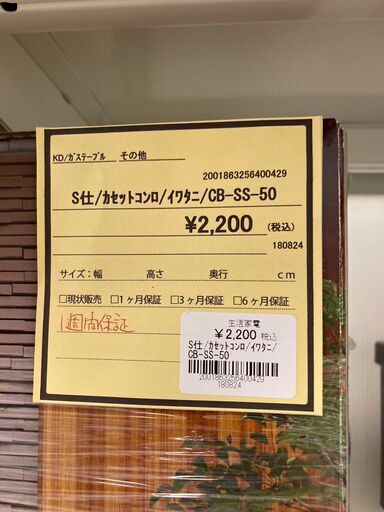 KD/ガステーブル その他
2001863256400429
S仕/カセットコンロ/イワタニ/CB-SS-50
¥2,200 (税込)
180824
サイズ:幅 高さ 奥行 cm
□現状販売 □1ヶ月保証 □3ヶ月保証 □6ヶ月保証
1週間保証
生活家電
¥2,200 税込
S仕/カセットコンロ/イワタニ/
CB-SS-50
2001863256400429
180824